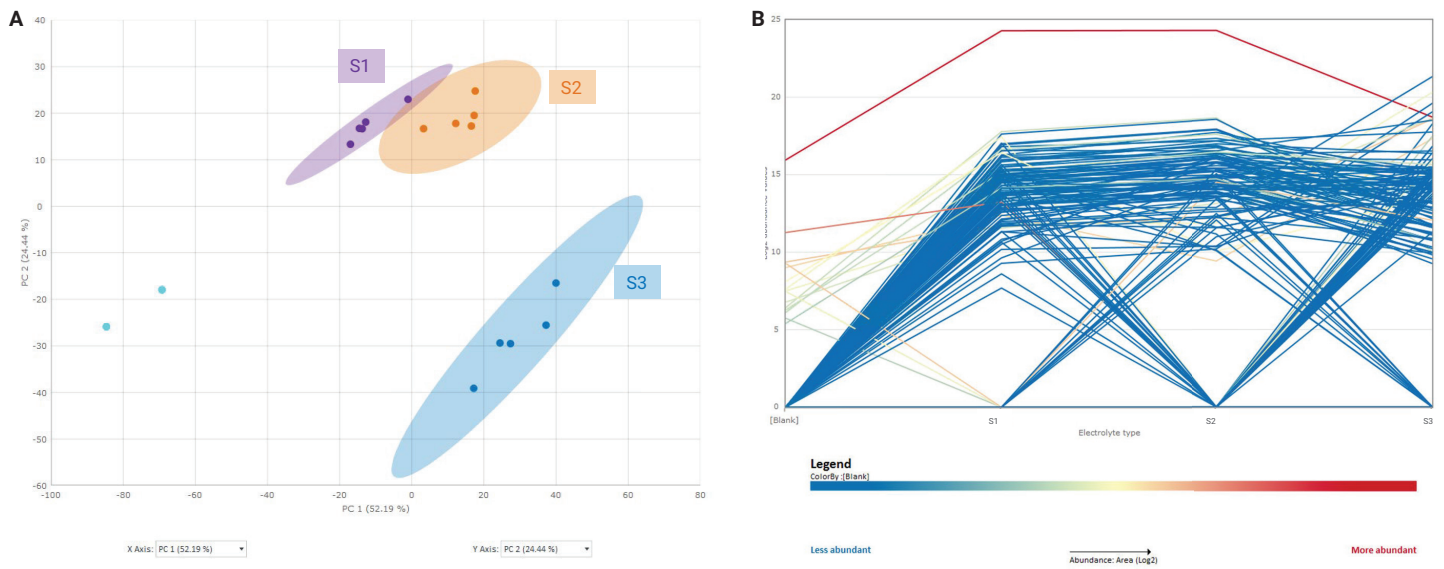 A
40
30
20
10
0
-10
-20
-30
-40
-50
-60
PC 2 (24.44 %)
S1
S2
S3
-100
-80
-60
-40
-20
0
20
40
60
80
PC 1 (52.19 %)
X Axis: PC 1 (52.19 %)
Y Axis: PC 2 (24.44 %)
B
25
20
15
10
5
0
Log2 abundance values
[Blank]
S1
S2
S3
Electrolyte type
Legend
ColorBy :[Blank]
Less abundant
Abundance: Area (Log2)
More abundant